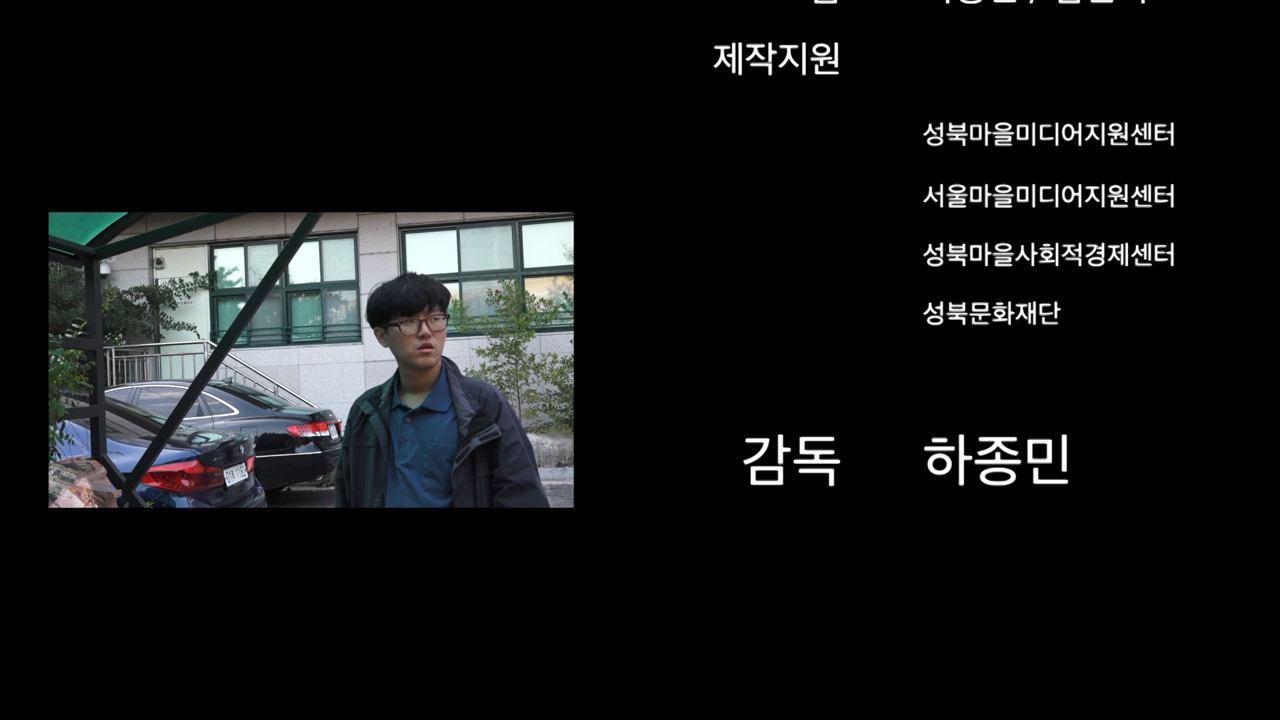 제작지원
성북마을미디어지원센터
서울마을미디어지원센터
성북마을사회적경제센터
성북문화재단
감독 하종민